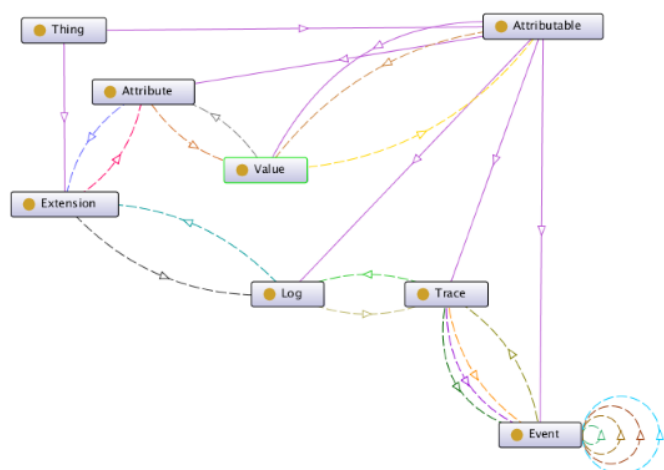 Thing
Attributable
Attribute
Value
Extension
Log
Trace
Event